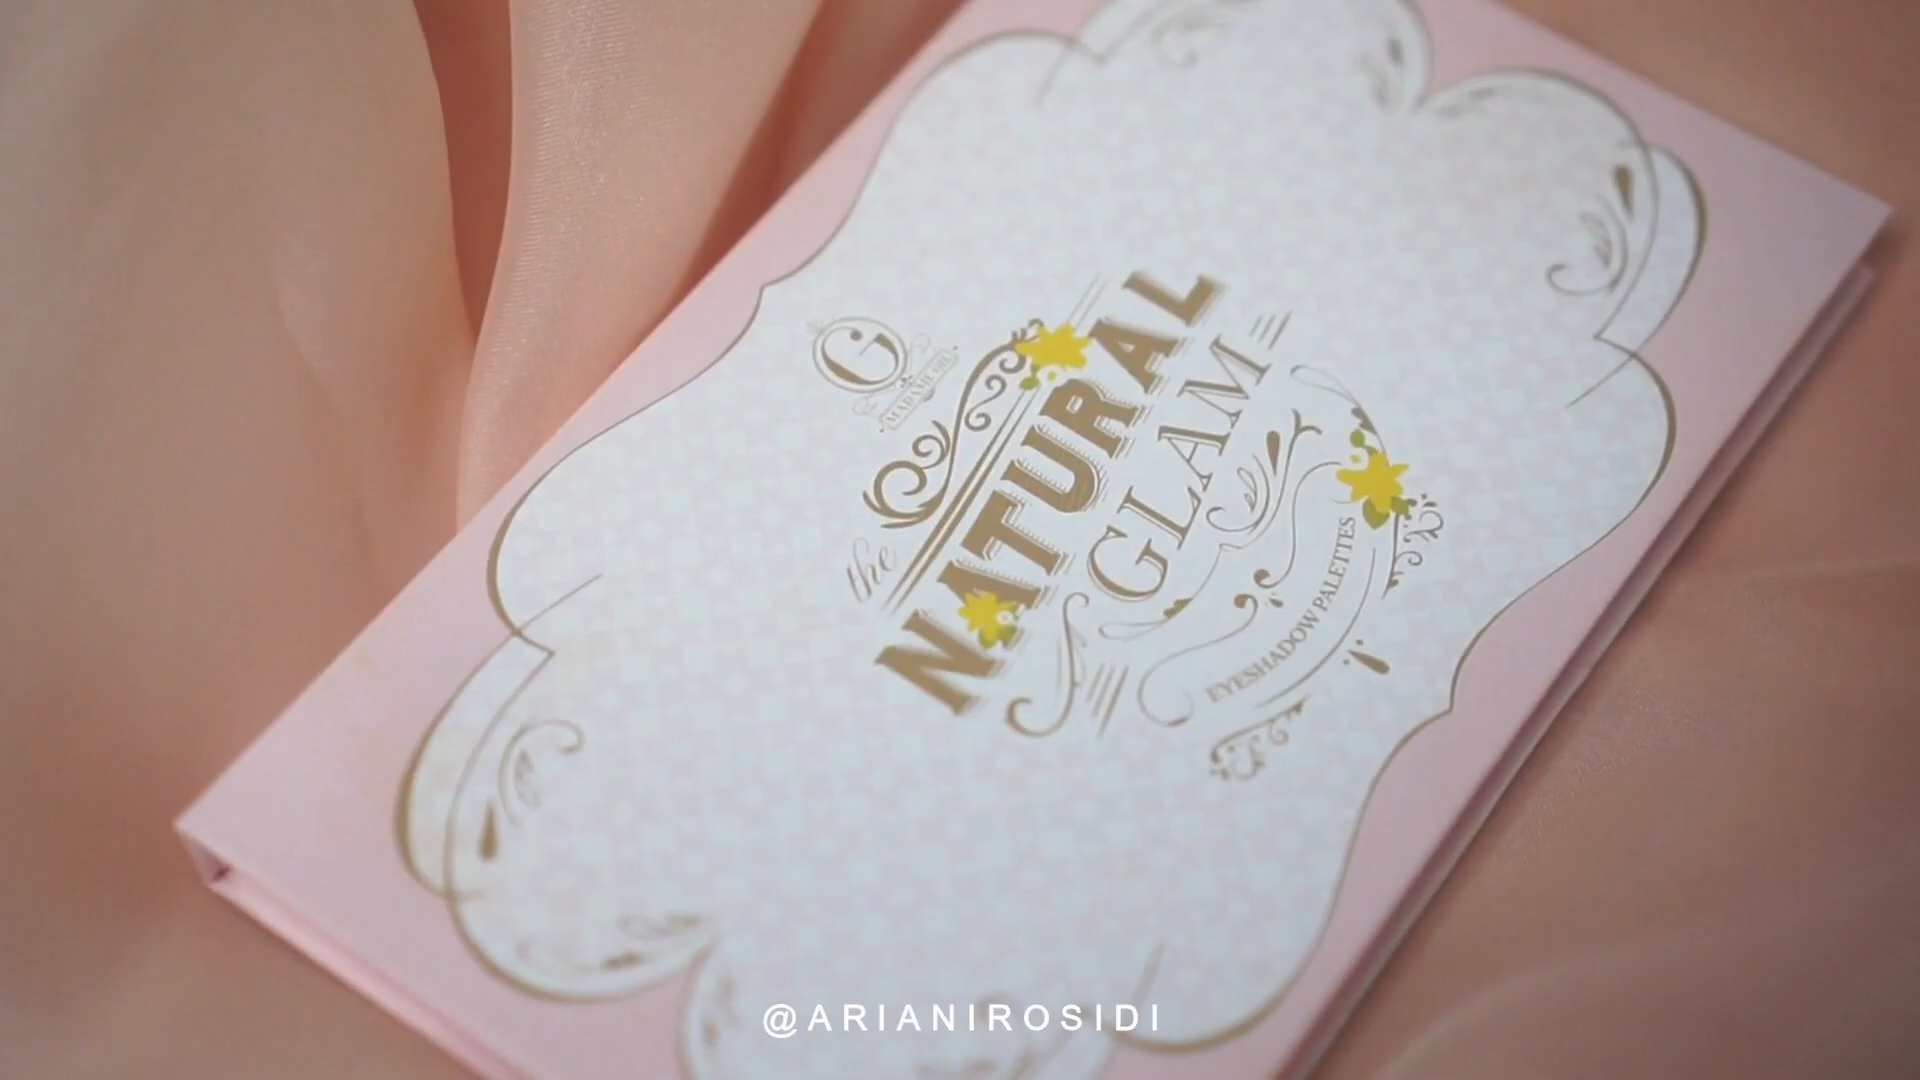 G
MADAME GIE
the
NATURAL
GLAM
EYESHADOW PALETTES
@ARIANIROSIDI